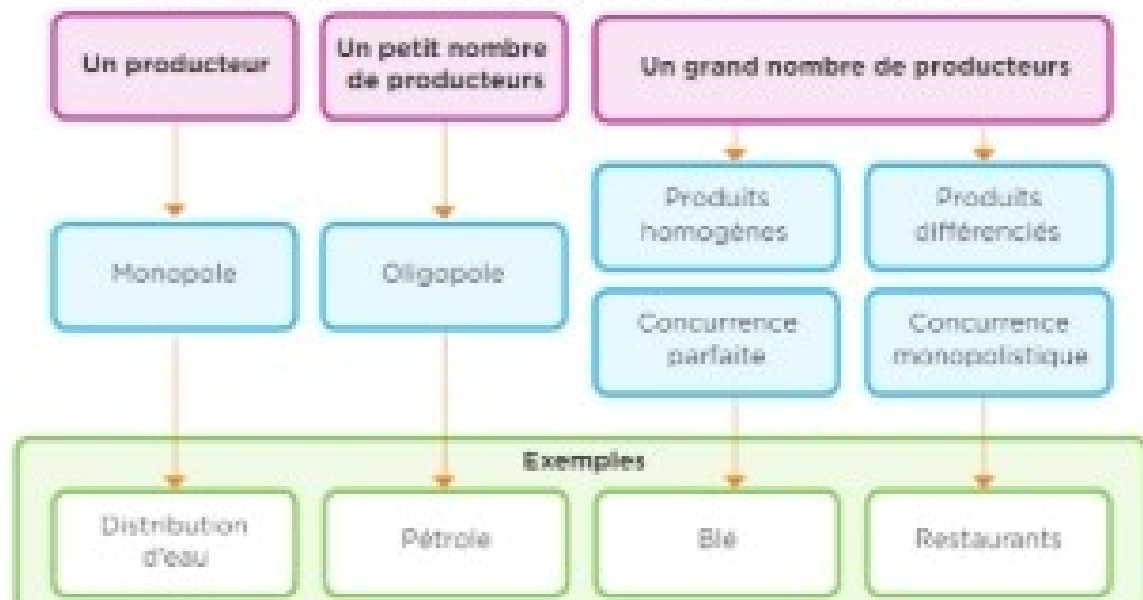 Un producteur
Un petit nombre
de producteurs
Un grand nombre de producteurs
Produits
homogènes
Produits
différenciés
Monopole
Oligopole
Concurrence
parfaite
Concurrence
monopolistique
Exemples
Distribution
d'eau
Pétrole
Blé
Restaurants